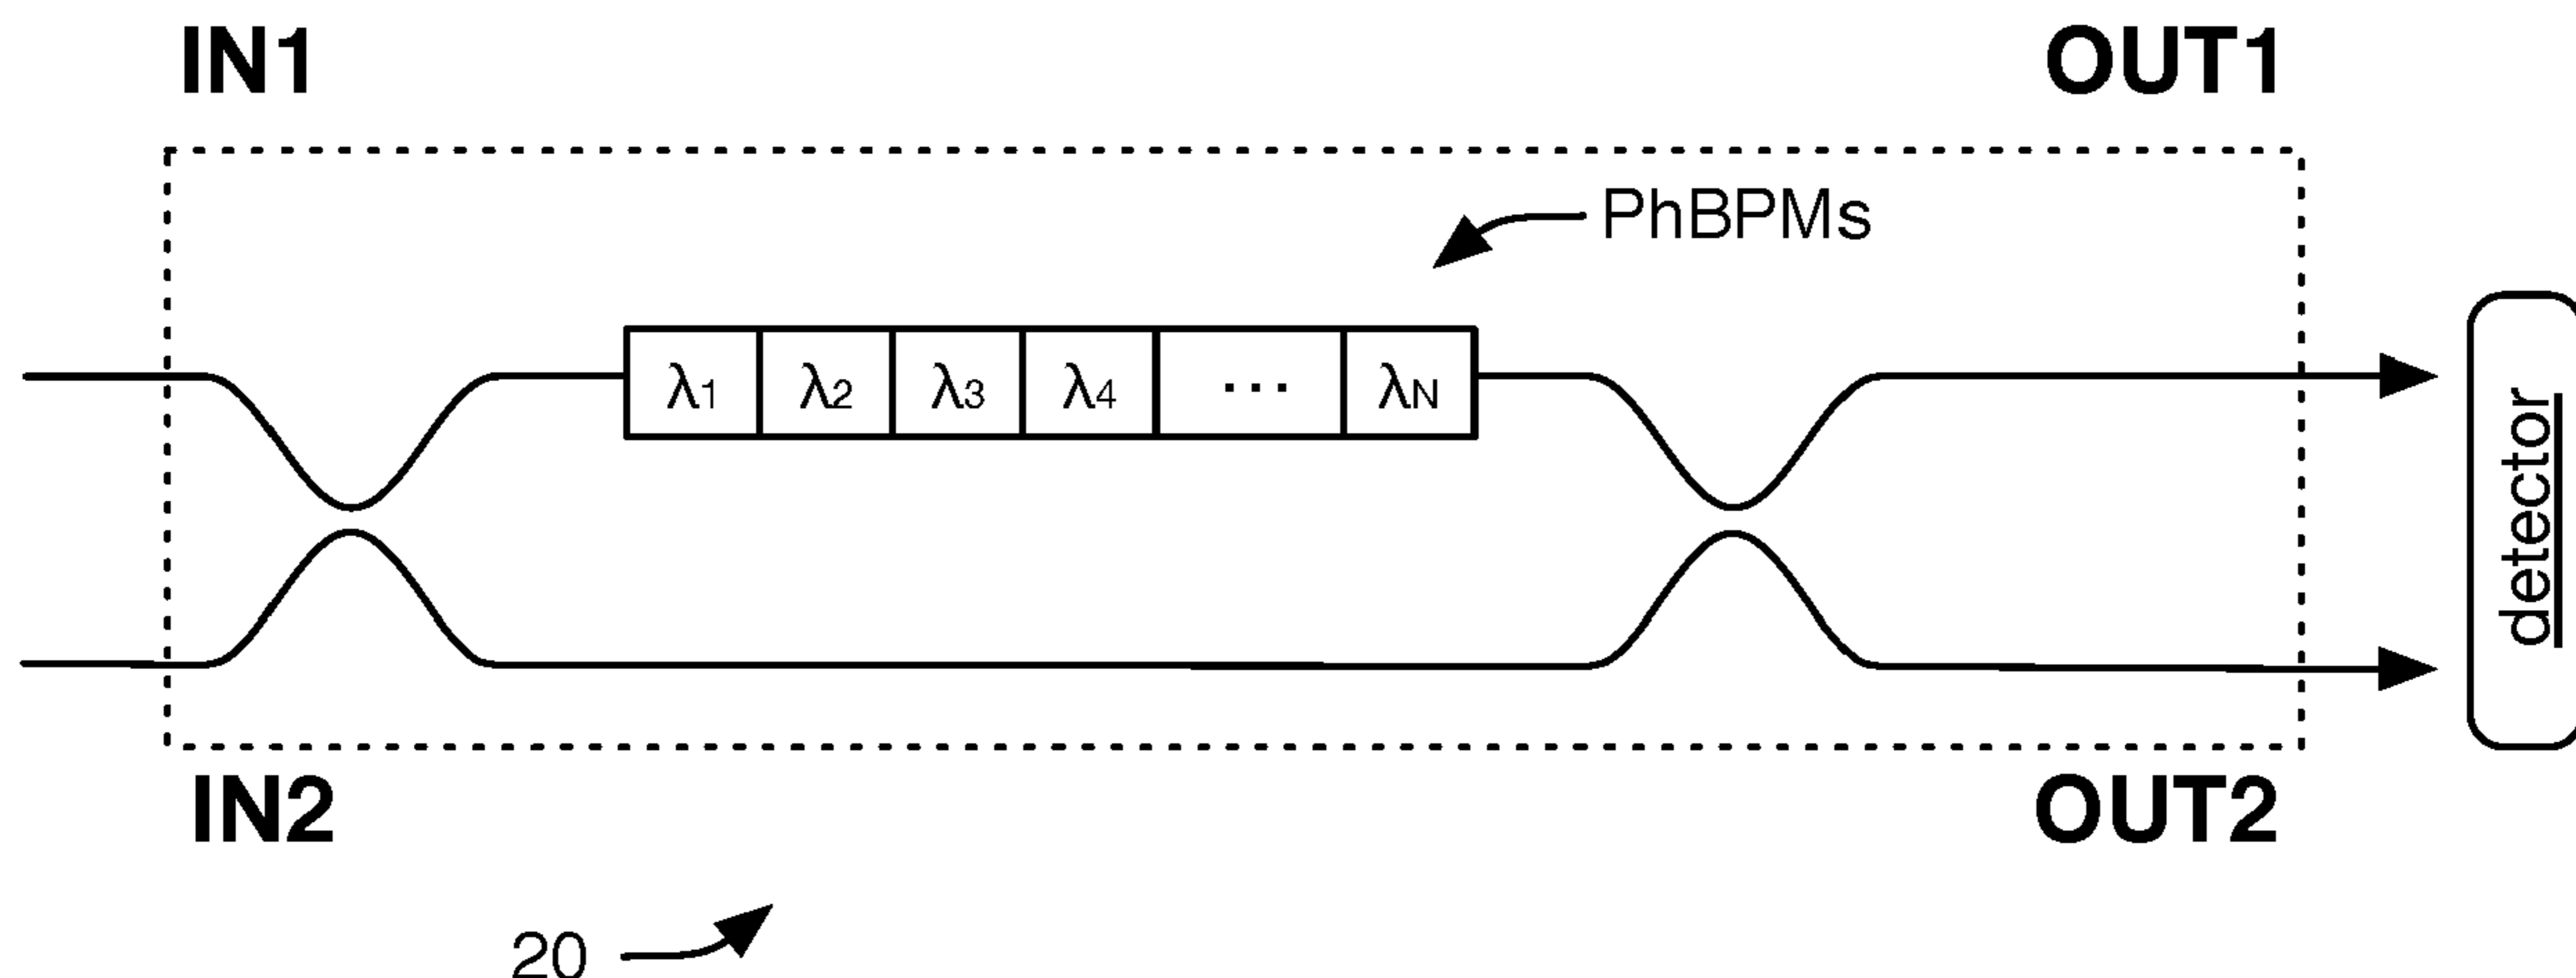 IN1
OUT1
PhBPMs
λ1 λ2 λ3 λ4 ... λN
detector
IN2
OUT2
20